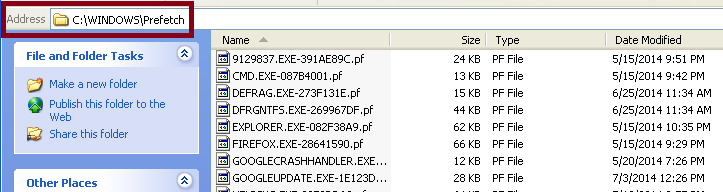 Address C:\WINDOWS\Prefetch
File and Folder Tasks
Make a new folder
Publish this folder to the
Web
Share this folder
Other Places
Name Size Type Date Modified
9129837.EXE-391AE89C.pf 24 KB PF File 5/15/2014 9:51 PM
CMD.EXE-087B4001.pf 13 KB PF File 5/15/2014 9:42 PM
DEFRAG.EXE-273F131E.pf 23 KB PF File 6/25/2014 11:34 AM
DFRGNTFS.EXE-269967DF.pf 44 KB PF File 6/25/2014 11:34 AM
EXPLORER.EXE-082F38A9.pf 62 KB PF File 5/15/2014 10:35 PM
FIREFOX.EXE-28641590.pf 66 KB PF File 5/15/2014 9:29 PM
GOOGLECRASHHANDLER.EXE... 12 KB PF File 5/20/2014 7:26 PM
GOOGLEUPDATE.EXE-1E123D... 28 KB PF File 7/3/2014 12:26 PM